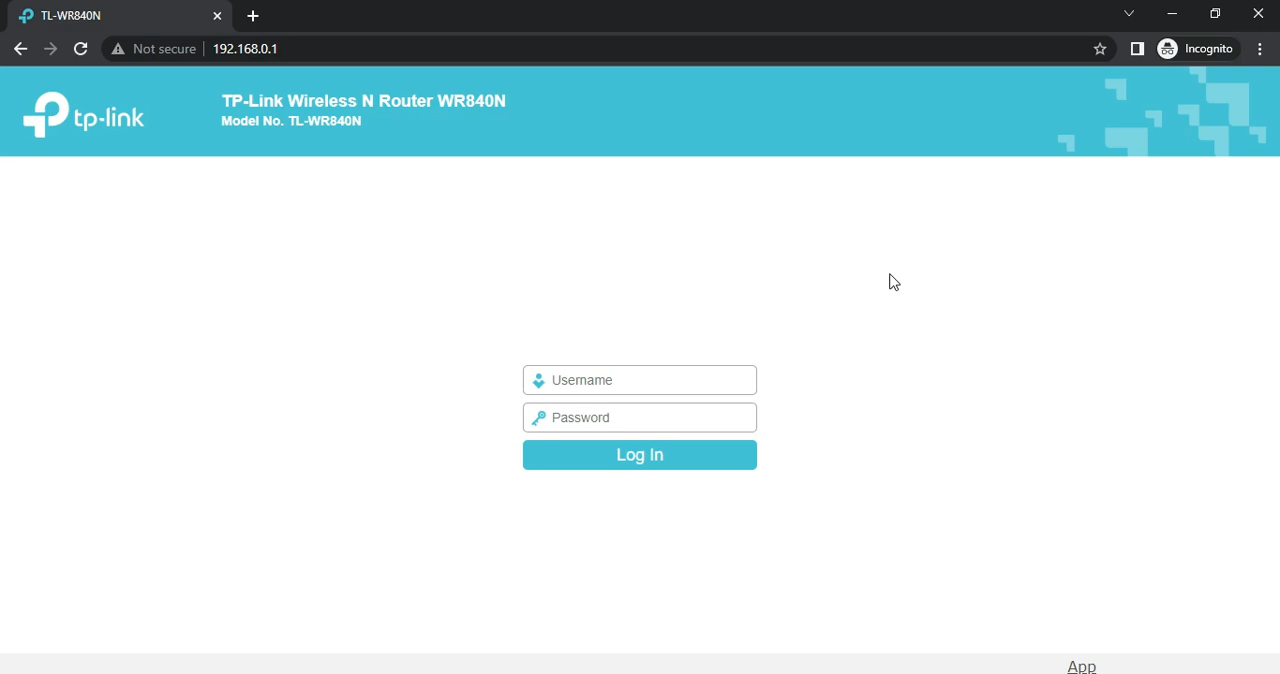 TL-WR840N
Not secure
192.168.0.1
Incognito
tp-link
TP-Link Wireless N Router WR840N
Model No. TL-WR840N
Username
Password
Log In
App